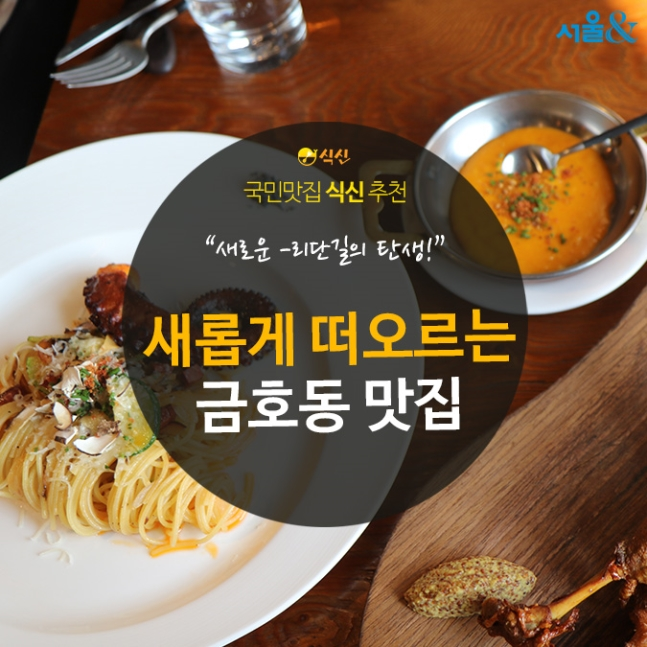 서울&
식신
국민맛집 식신 추천
“새로운 -리단길의 탄생!”
새롭게 떠오르는
금호동 맛집